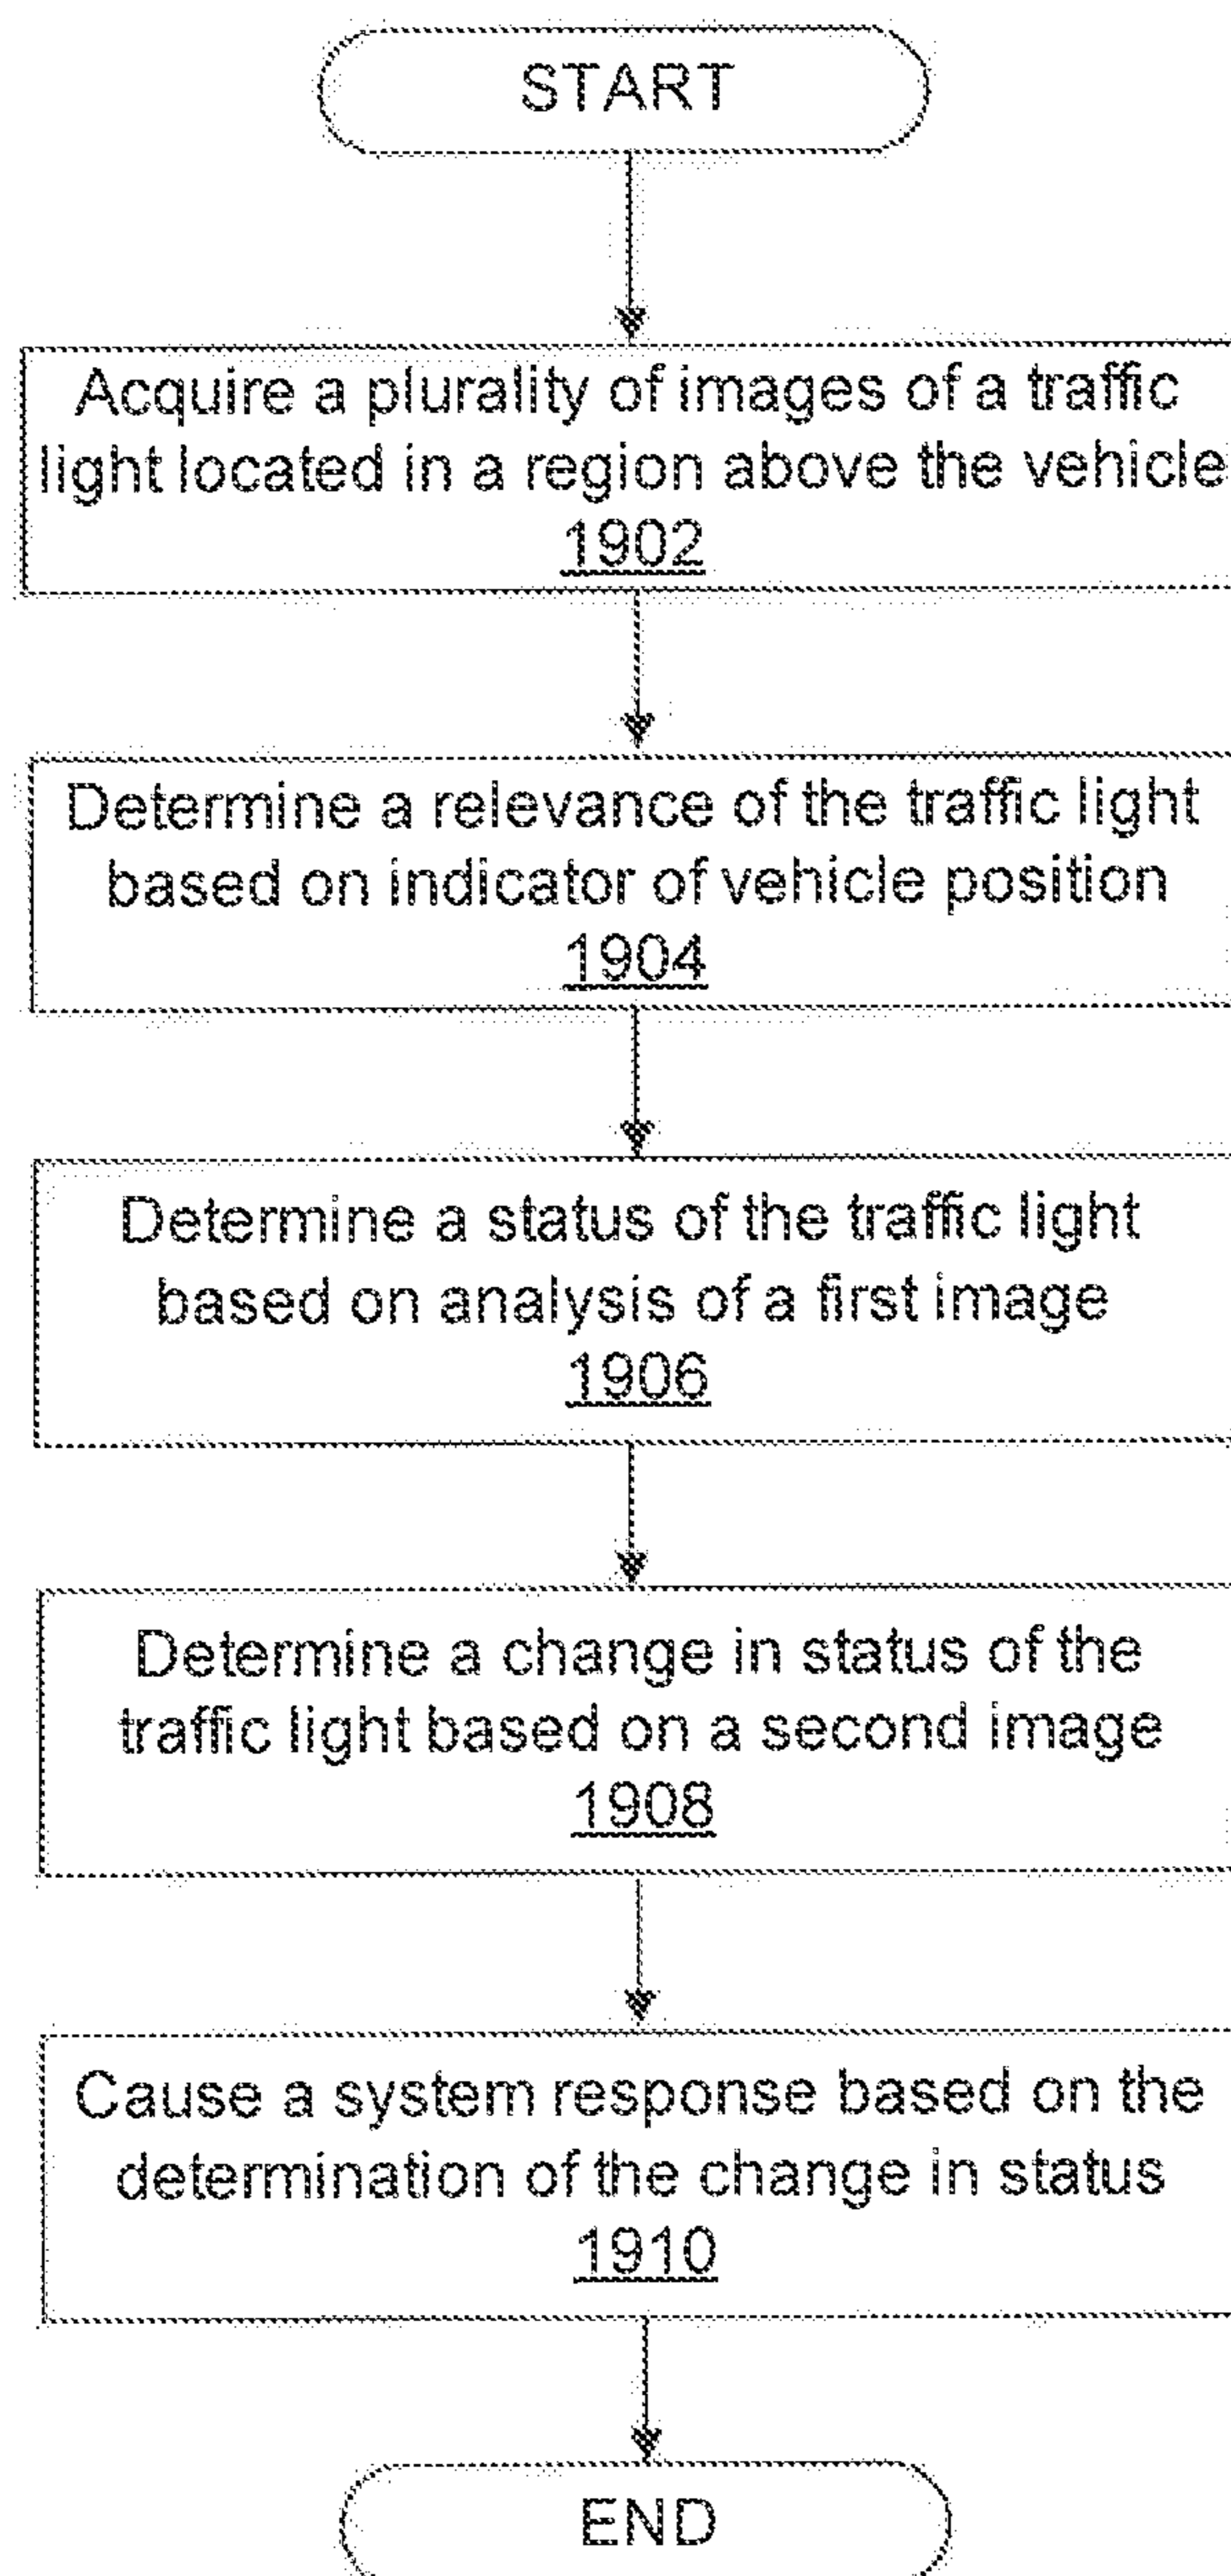 START
Acquire a plurality of images of a traffic
light located in a region above the vehicle
1902
Determine a relevance of the traffic light
based on indicator of vehicle position
1904
Determine a status of the traffic light
based on analysis of a first image
1906
Determine a change in status of the
traffic light based on a second image
1908
Cause a system response based on the
determination of the change in status
1910
END